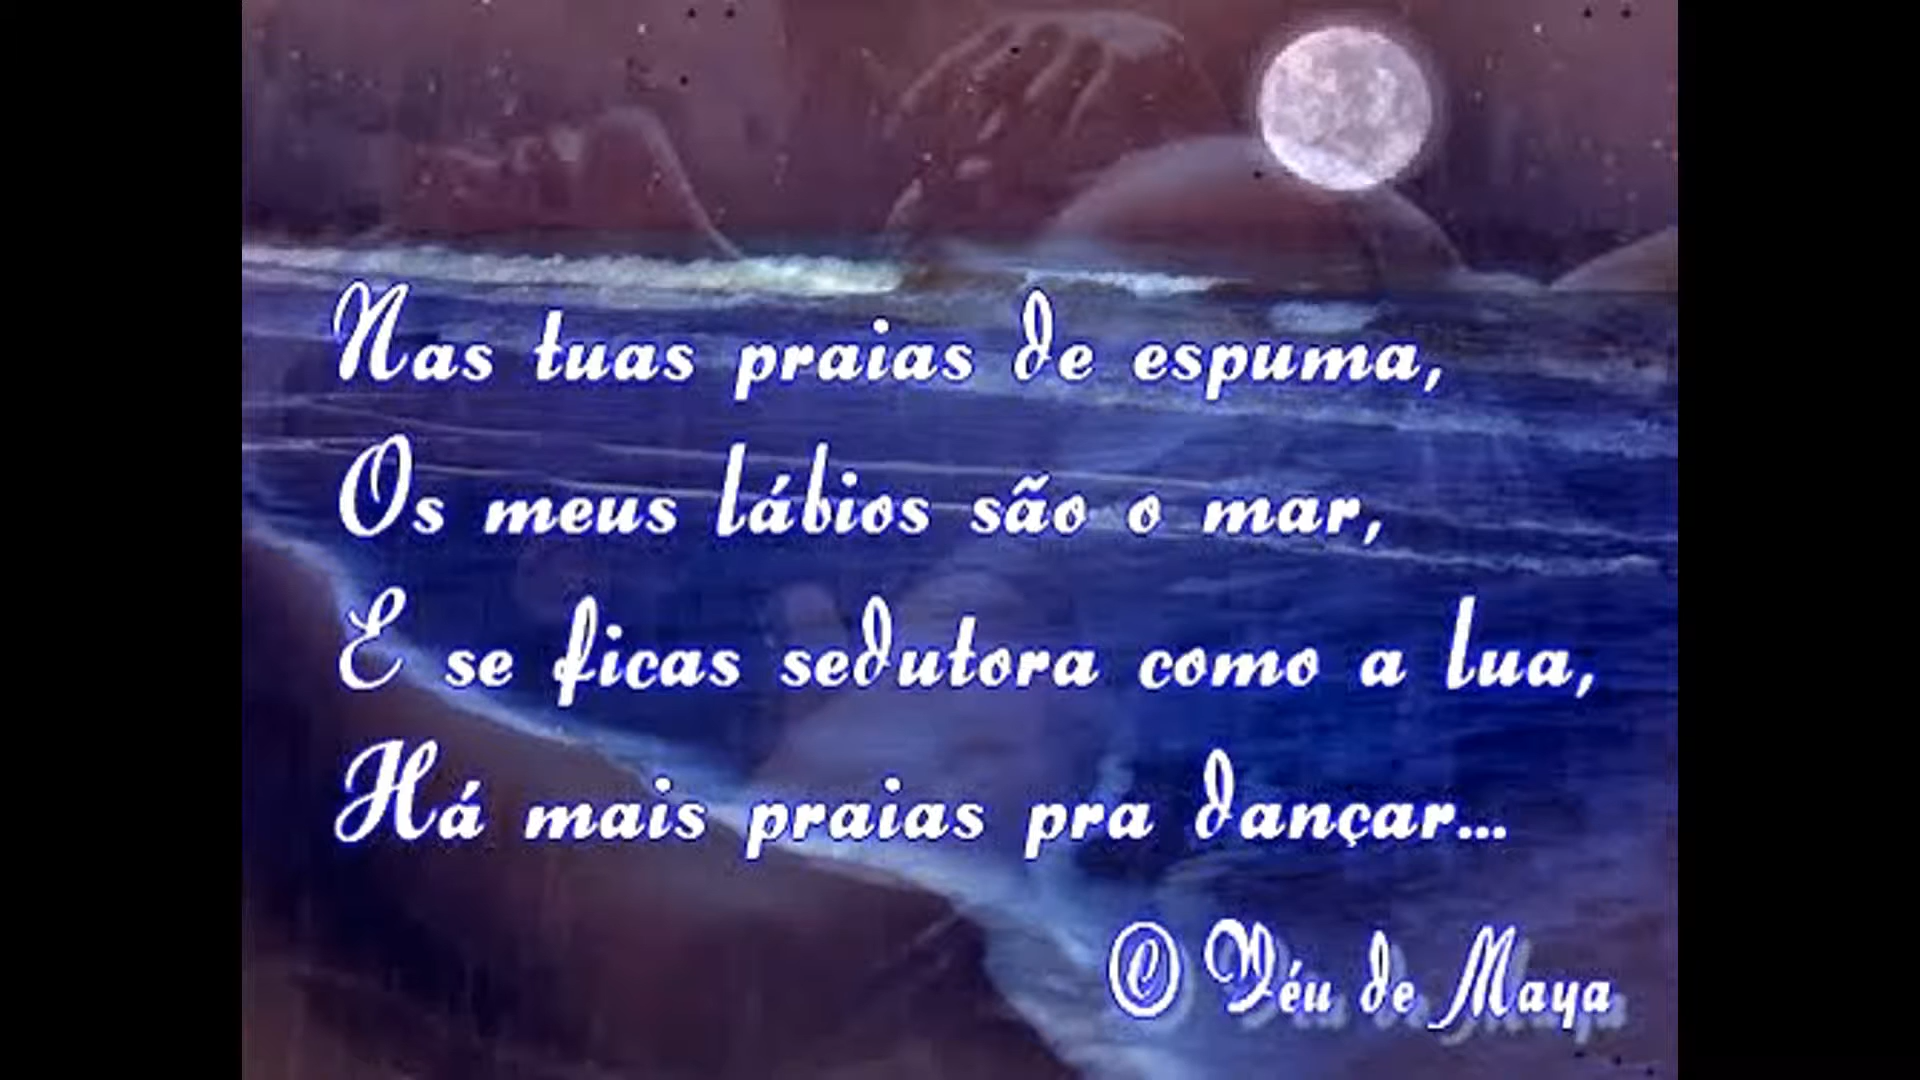 Nas tuas praias de espuma,
Os meus lábios são o mar,
E se ficas sedutora como a lua,
Há mais praias pra dançar...
© Véu de Maya